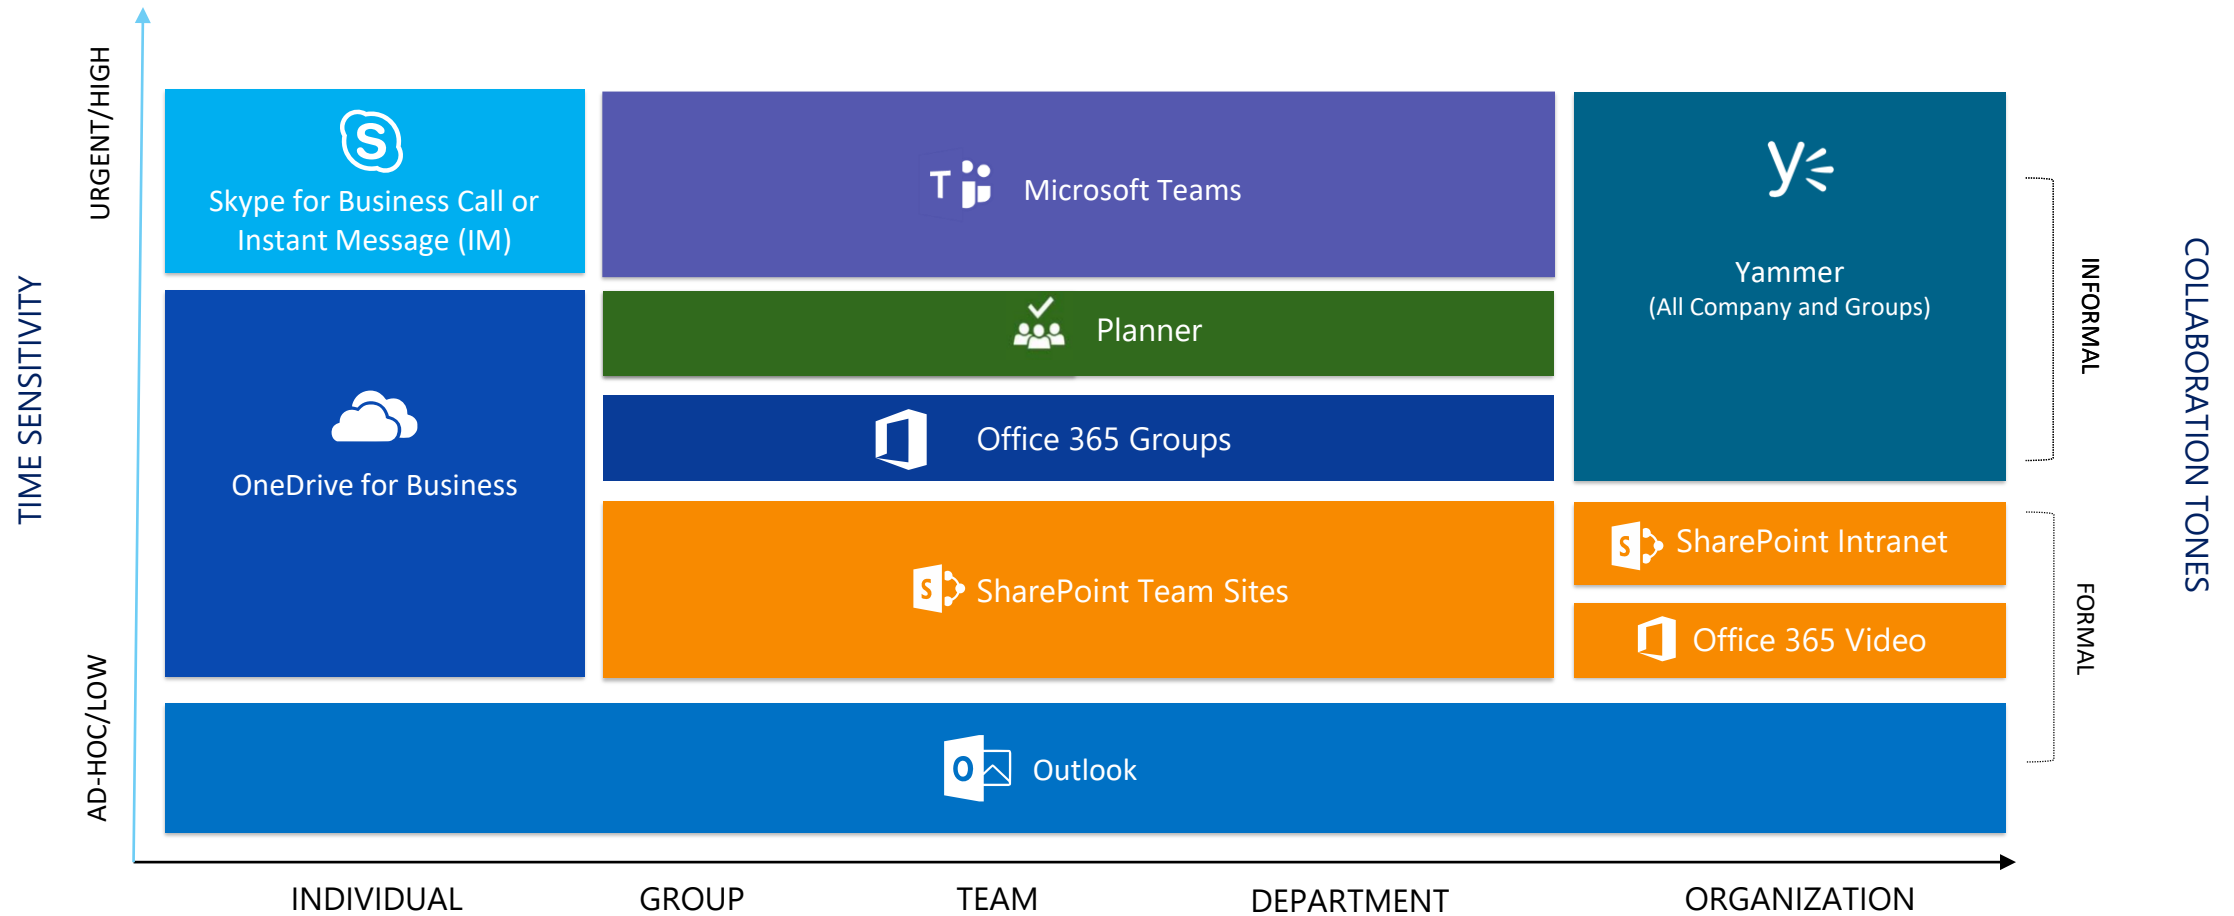 URGENT/HIGH
TIME SENSITIVITY
AD-HOC/LOW
S
Skype for Business Call or
Instant Message (IM)
OneDrive for Business
T
Microsoft Teams
Planner
Office 365 Groups
S
SharePoint Team Sites
y
Yammer
(All Company and Groups)
S
SharePoint Intranet
Office 365 Video
O
Outlook
INFORMAL
FORMAL
COLLABORATION TONES
INDIVIDUAL
GROUP
TEAM
DEPARTMENT
ORGANIZATION